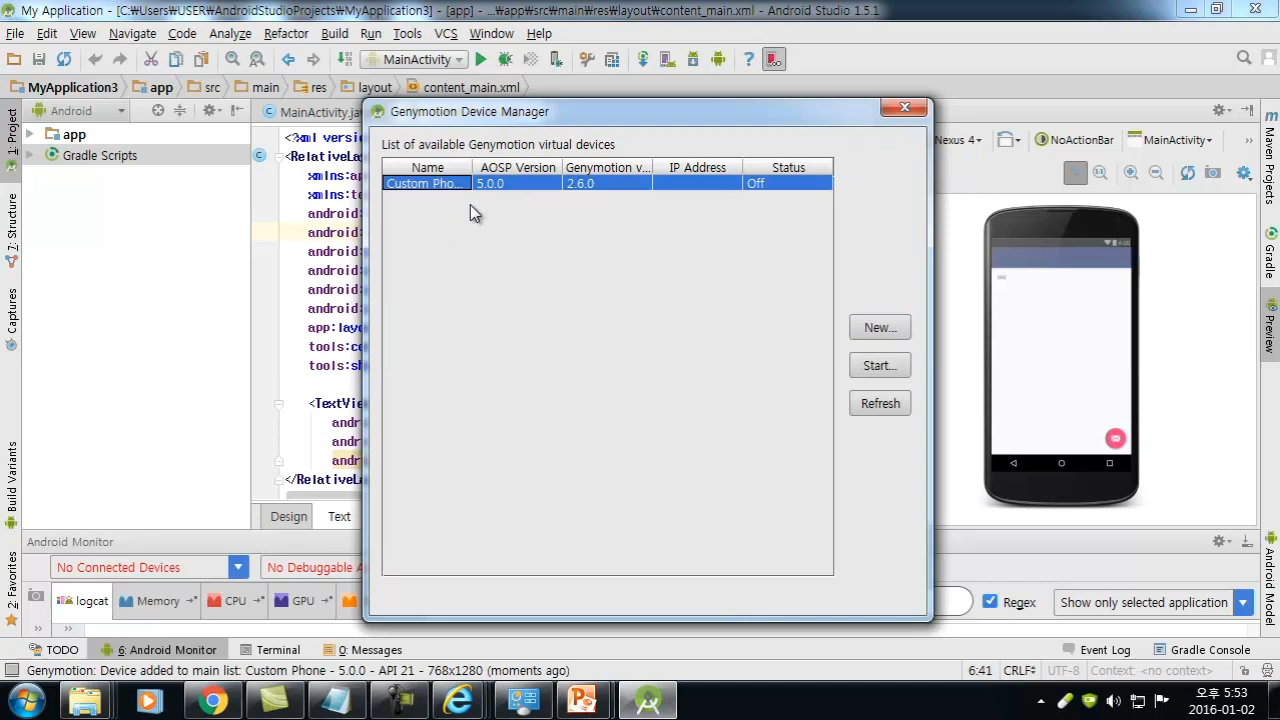 My Application - [C:₩Users₩USER₩AndroidStudioProjects₩MyApplication3] - [app] - ...₩app₩src₩main₩res₩layout₩content_main.xml - Android Studio 1.5.1
File Edit View Navigate Code Analyze Refactor Build Run Tools VCS Window Help
MainActivity
MyApplication3 app src main res layout content_main.xml
Android
MainActivity.ja
Genymotion Device Manager
Nexus 4 NoActionBar MainActivity
1: Project
7: Structure
Captures
Build Variants
2: Favorites
app
Gradle Scripts
<?xml versio
<RelativeLa
xmlns:a
xmlns:to
android:
android:
android:
android:
android:
android:
app:layo
tools:co
tools:sh
<TextVie
andr
andr
andr
</RelativeLa
Design Text
List of available Genymotion virtual devices
Name AOSP Version Genymotion v... IP Address Status
Custom Pho... 5.0.0 2.6.0 Off
New...
Start...
Refresh
6:00
Maven Projects
Gradle
Preview
Android Model
Android Monitor
No Connected Devices No Debuggable A
logcat Memory CPU GPU
Regex Show only selected application
TODO 6: Android Monitor Terminal 0: Messages Event Log Gradle Console
Genymotion: Device added to main list: Custom Phone - 5.0.0 - API 21 - 768x1280 (moments ago) 6:41 CRLF UTF-8 Context: <no context>
오후 5:53
2016-01-02